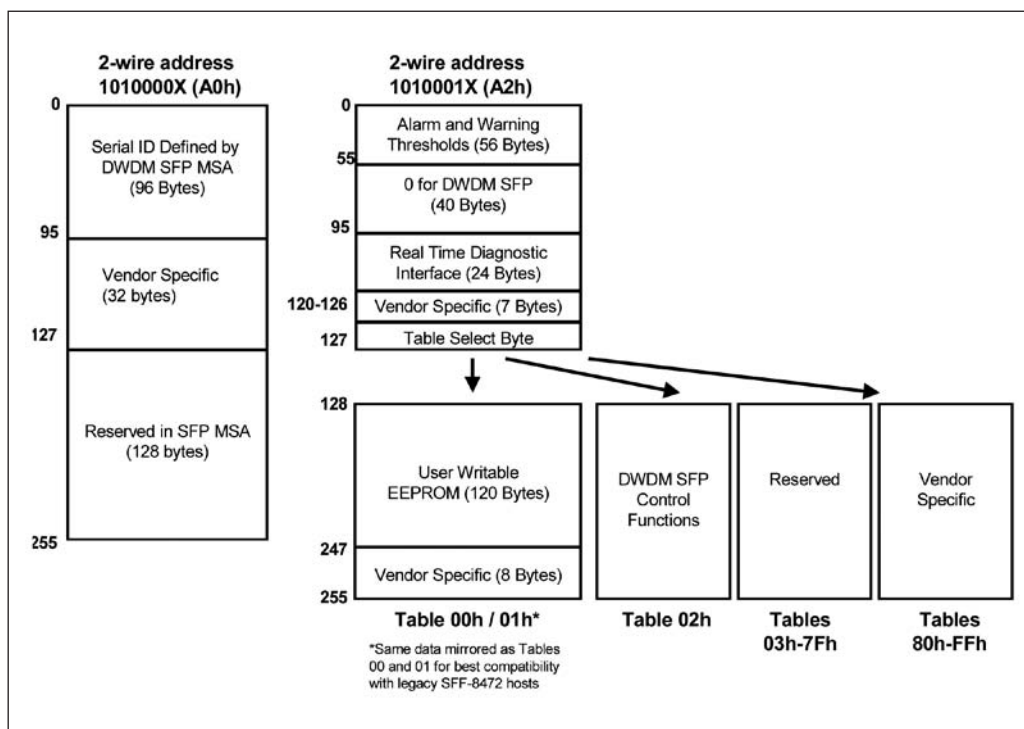 2-wire address
1010000X (A0h)
0
Serial ID Defined by
DWDM SFP MSA
(96 Bytes)
95
Vendor Specific
(32 bytes)
127
Reserved in SFP MSA
(128 bytes)
255
2-wire address
1010001X (A2h)
0
Alarm and Warning
Thresholds (56 Bytes)
55
0 for DWDM SFP
(40 Bytes)
95
Real Time Diagnostic
Interface (24 Bytes)
120-126
Vendor Specific (7 Bytes)
127
Table Select Byte
128
User Writable
EEPROM (120 Bytes)
247
Vendor Specific (8 Bytes)
255
Table 00h / 01h*
*Same data mirrored as Tables
00 and 01 for best compatibility
with legacy SFF-8472 hosts
DWDM SFP
Control
Functions
Table 02h
Reserved
Tables
03h-7Fh
Vendor
Specific
Tables
80h-FFh